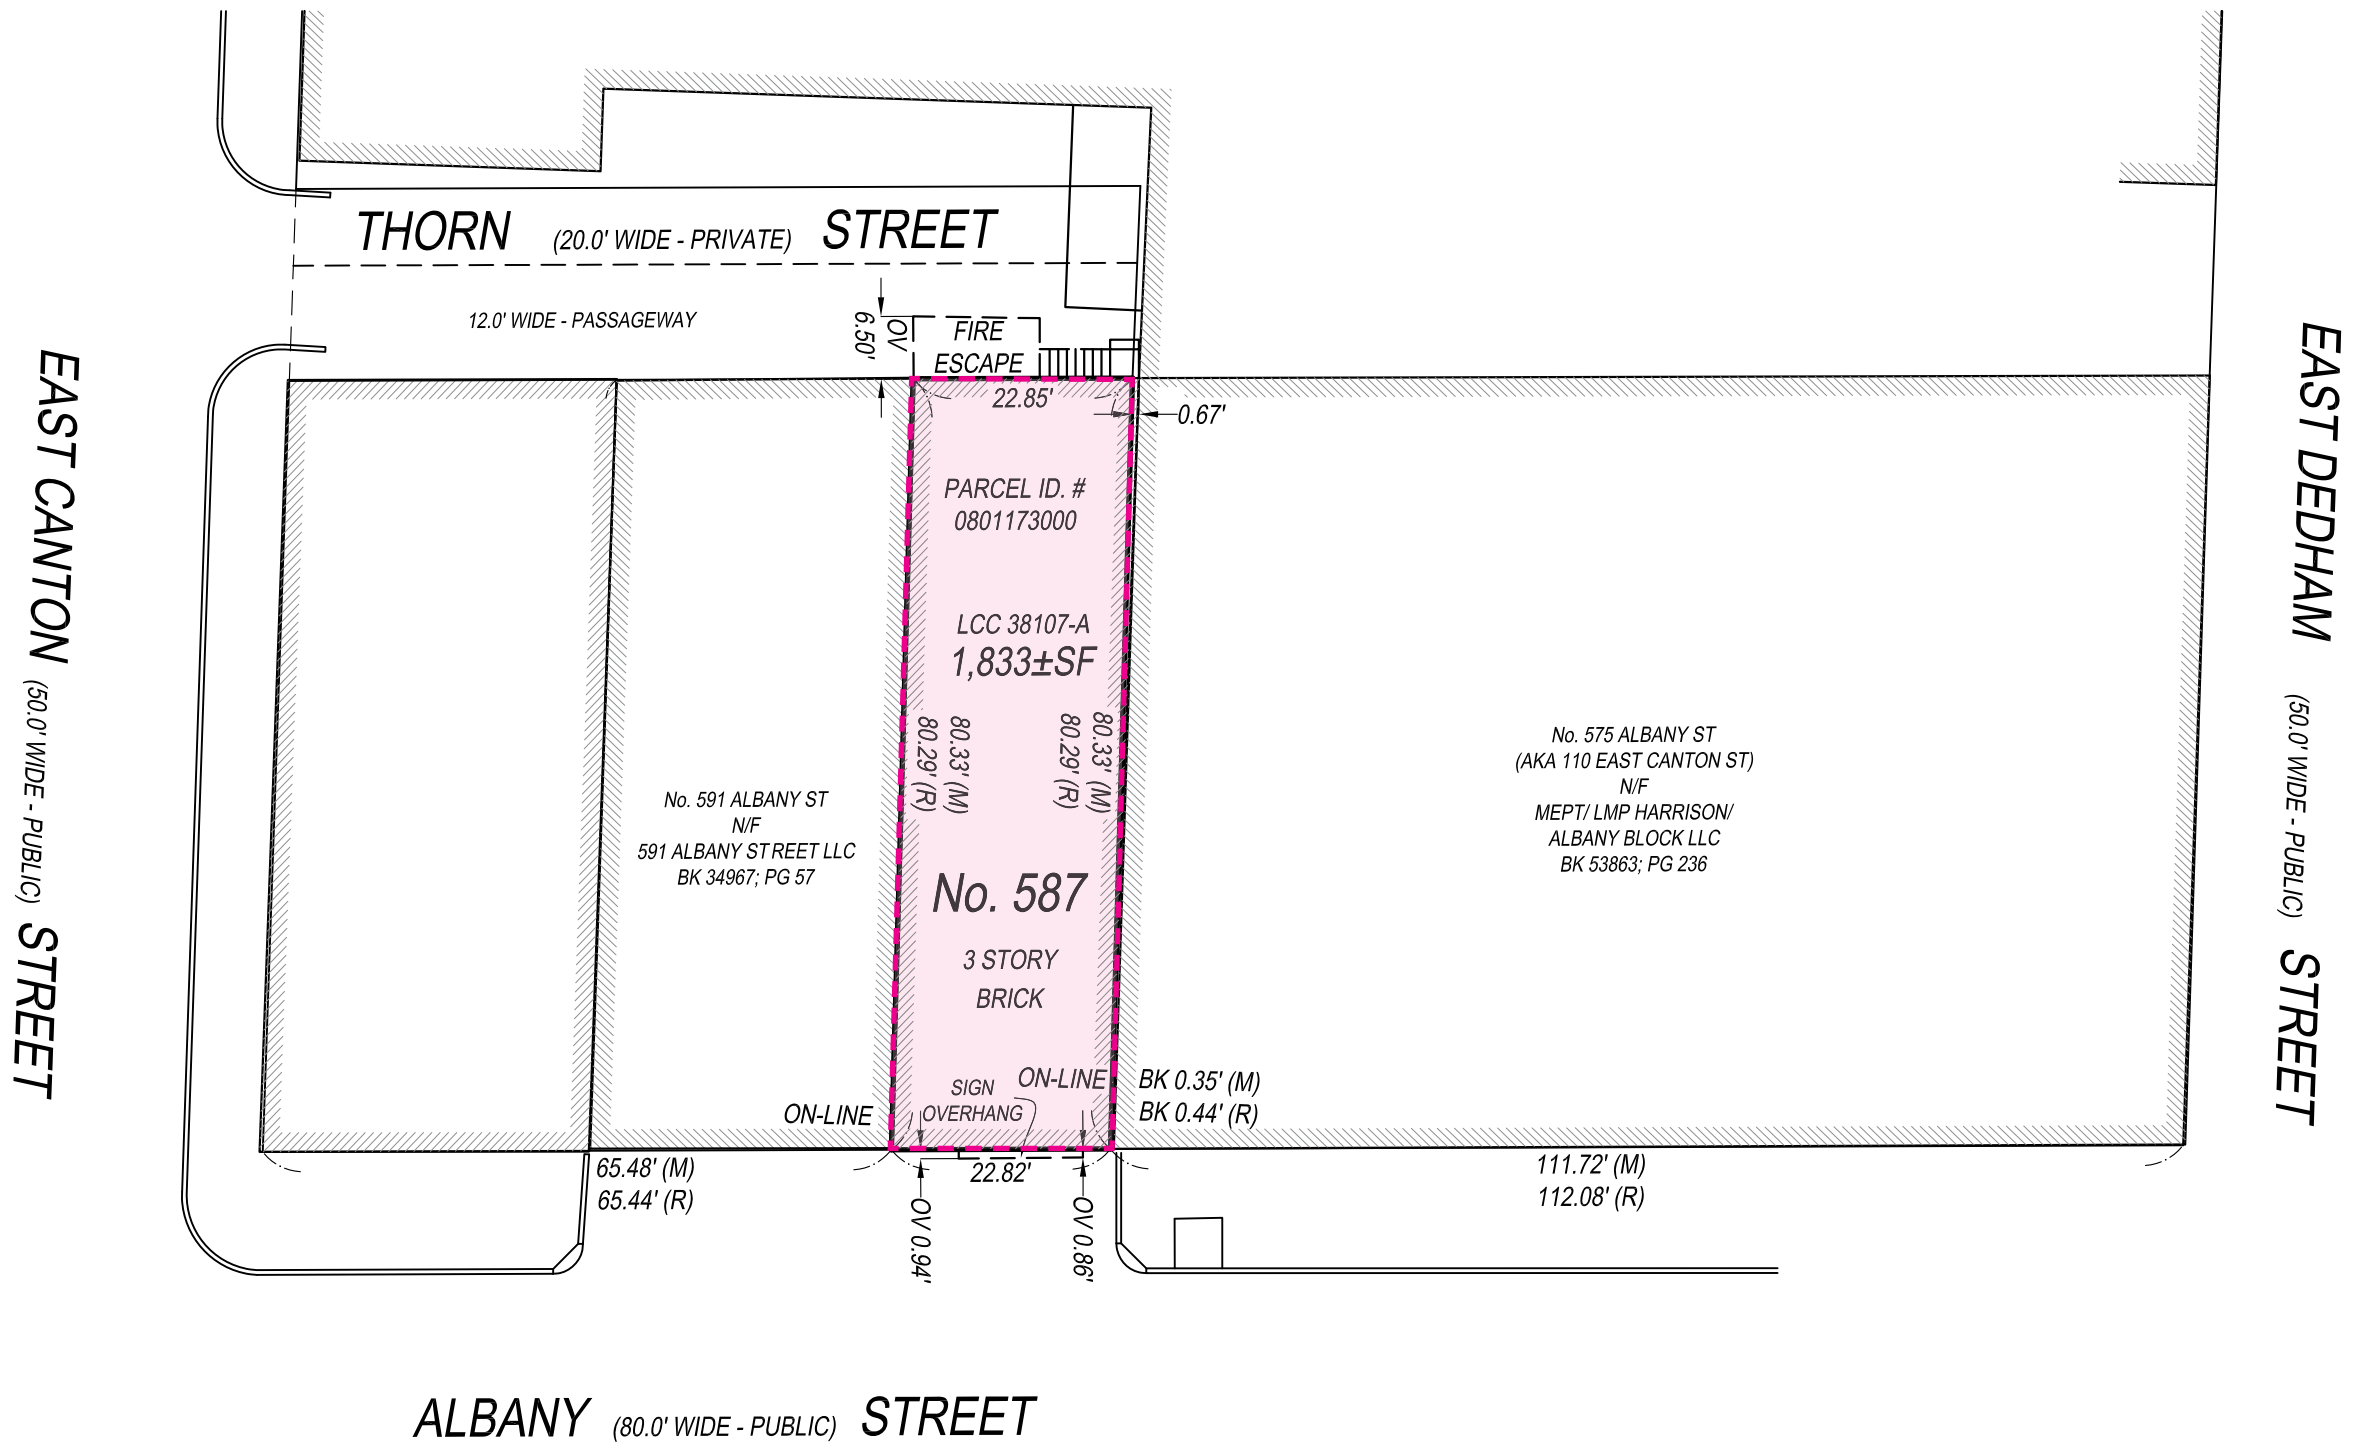 THORN (20.0' WIDE - PRIVATE) STREET
12.0' WIDE - PASSAGEWAY
6.50'
OV
FIRE
ESCAPE
22.85'
0.67'
EAST CANTON (50.0' WIDE - PUBLIC) STREET
EAST DEDHAM (50.0' WIDE - PUBLIC) STREET
PARCEL ID. #
0801173000
LCC 38107-A
1,833±SF
80.33' (M)
80.29' (R)
80.33' (M)
80.29' (R)
No. 591 ALBANY ST
N/F
591 ALBANY STREET LLC
BK 34967; PG 57
No. 575 ALBANY ST
(AKA 110 EAST CANTON ST)
N/F
MEPT/ LMP HARRISON/
ALBANY BLOCK LLC
BK 53863; PG 236
No. 587
3 STORY
BRICK
SIGN
OVERHANG
ON-LINE
ON-LINE
BK 0.35' (M)
BK 0.44' (R)
65.48' (M)
65.44' (R)
22.82'
111.72' (M)
112.08' (R)
OV 0.94'
OV 0.86'
ALBANY (80.0' WIDE - PUBLIC) STREET